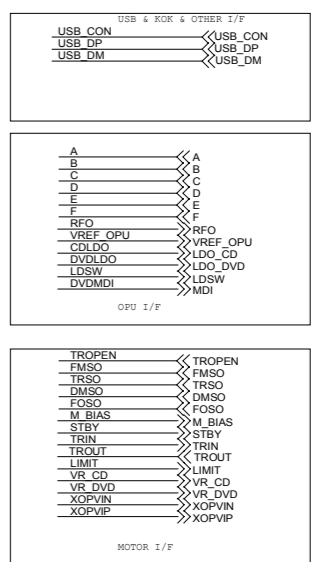 USB & KOK & OTHER I/F
USB_CON USB_CON
USB_DP USB_DP
USB_DM USB_DM
A A
B B
C C
D D
E E
F F
RFO RFO
VREF_OPU VREF_OPU
CDLDO LDO_CD
DVDLDO LDO_DVD
LDSW LDSW
DVDMDI MDI
OPU I/F
TROPEN TROPEN
FMSO FMSO
TRSO TRSO
DMSO DMSO
FOSO FOSO
M_BIAS M_BIAS
STBY STBY
TRIN TRIN
TROUT TROUT
LIMIT LIMIT
VR_CD VR_CD
VR_DVD VR_DVD
XOPVIN XOPVIN
XOPVIP XOPVIP
MOTOR I/F